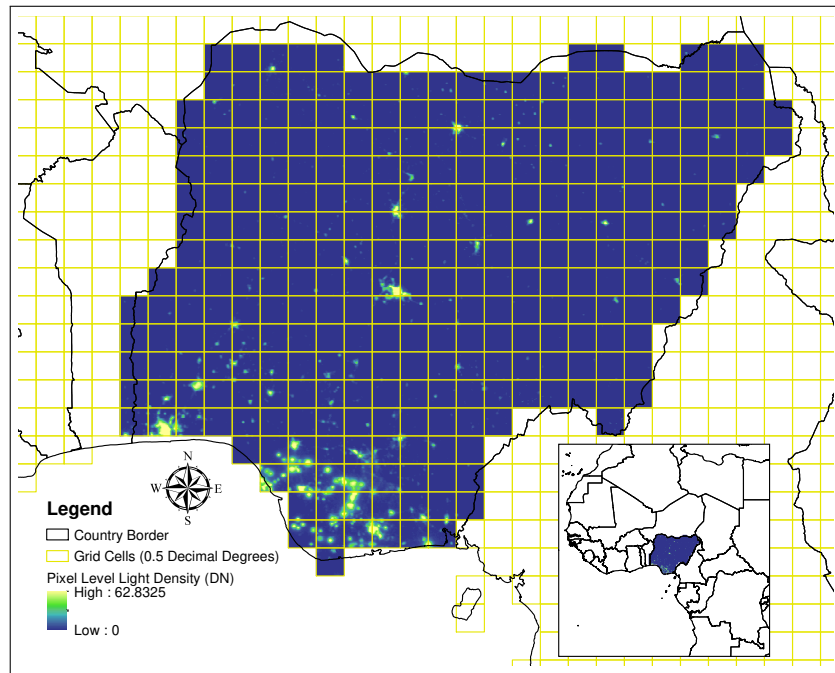 N
W E
S
Legend
Country Border
Grid Cells (0.5 Decimal Degrees)
Pixel Level Light Density (DN)
High : 62.8325
Low : 0